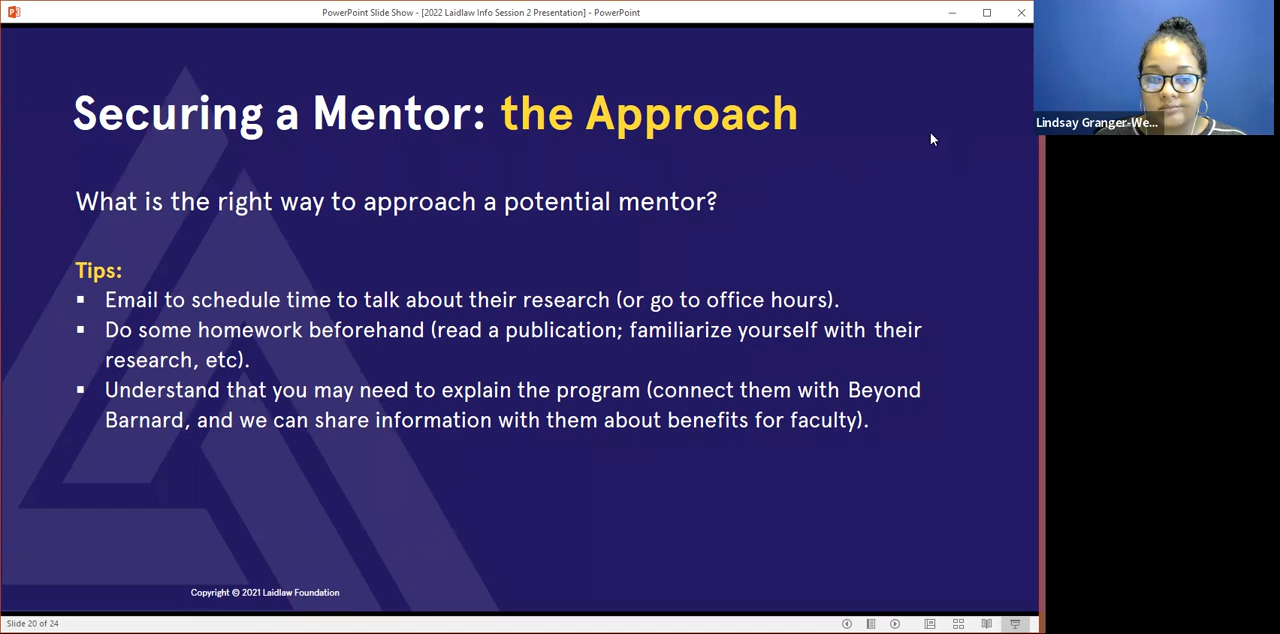 PowerPoint Slide Show - [2022 Laidlaw Info Session 2 Presentation] - PowerPoint
Securing a Mentor: the Approach
Lindsay Granger-We...
What is the right way to approach a potential mentor?
Tips:
▪ Email to schedule time to talk about their research (or go to office hours).
▪ Do some homework beforehand (read a publication; familiarize yourself with their
research, etc).
▪ Understand that you may need to explain the program (connect them with Beyond
Barnard, and we can share information with them about benefits for faculty).
Copyright © 2021 Laidlaw Foundation
Slide 20 of 24